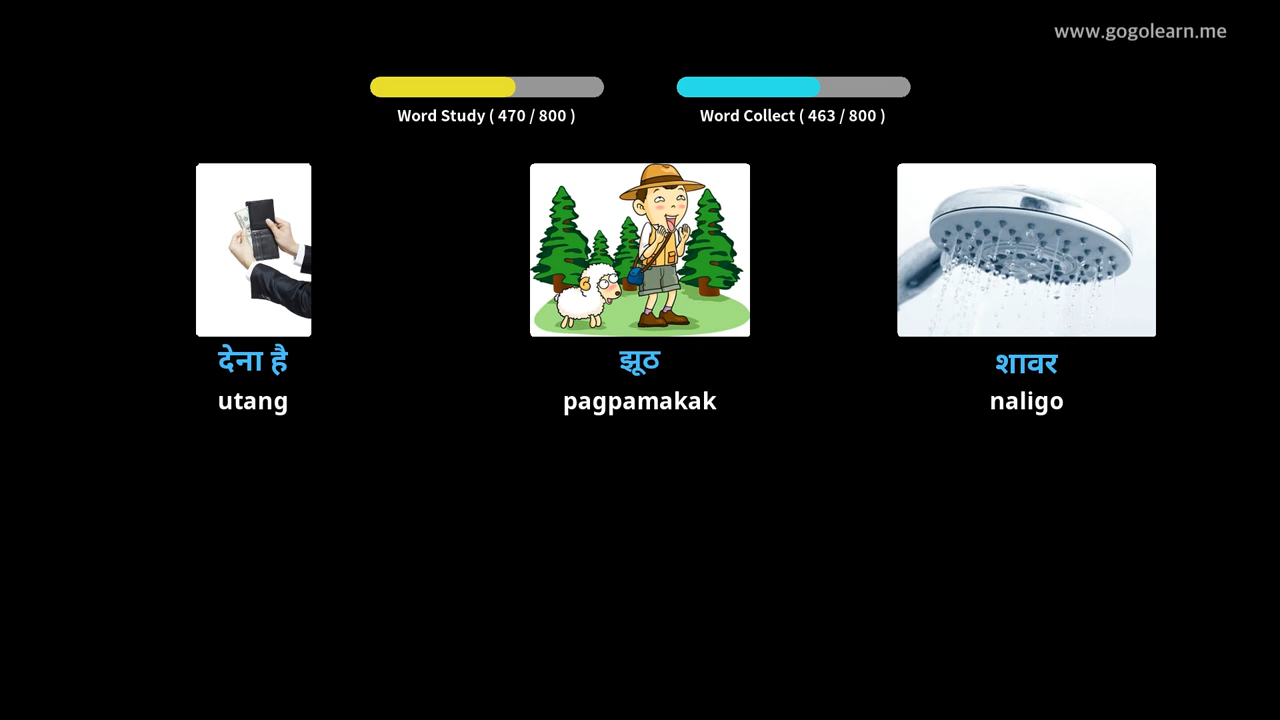 www.gogolearn.me
Word Study ( 470 / 800 )
Word Collect ( 463 / 800 )
देना है
utang
झूठ
pagpamakak
शावर
naligo